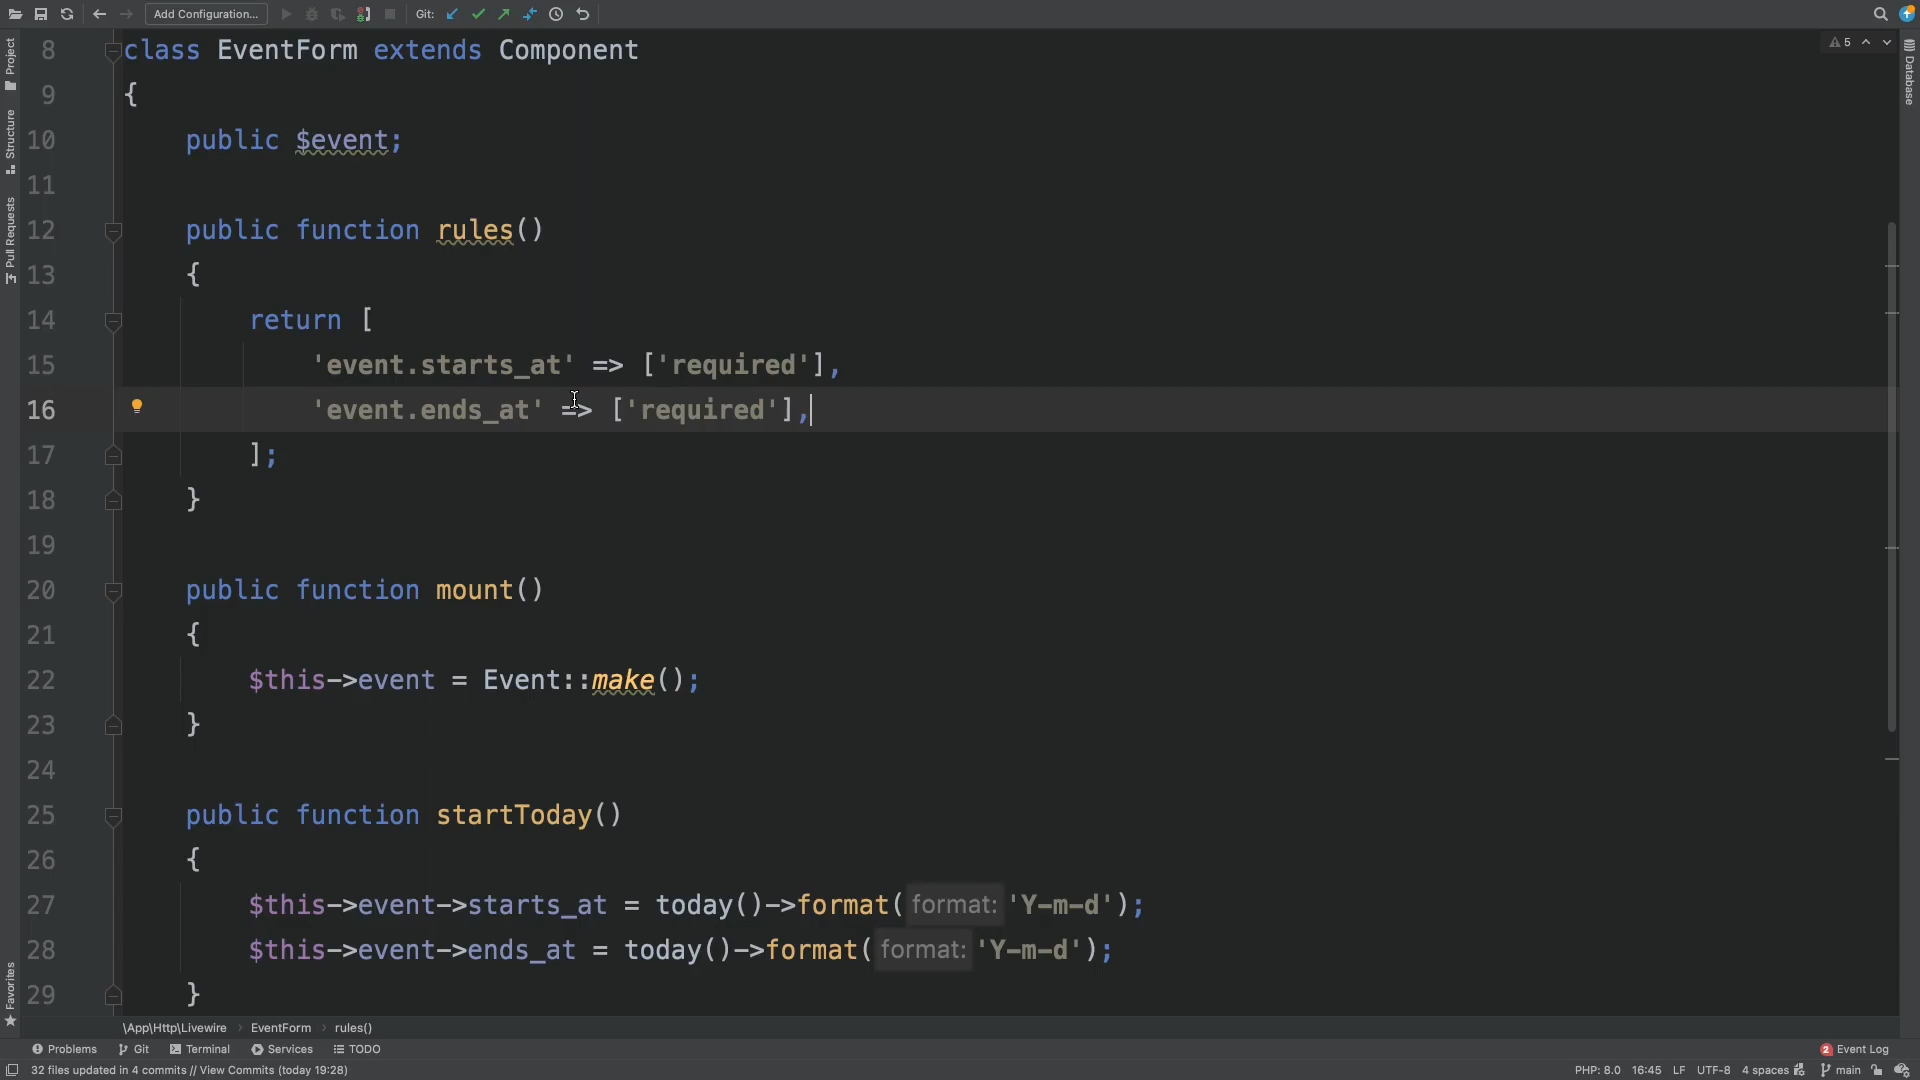 Add Configuration...
Git:
Project
Structure
Pull Requests
Favorites
Database
5
8 class EventForm extends Component
9 {
10 public $event;
11
12 public function rules()
13 {
14 return [
15 'event.starts_at' => ['required'],
16 'event.ends_at' => ['required'],
17 ];
18 }
19
20 public function mount()
21 {
22 $this->event = Event::make();
23 }
24
25 public function startToday()
26 {
27 $this->event->starts_at = today()->format( format: 'Y-m-d');
28 $this->event->ends_at = today()->format( format: 'Y-m-d');
29 }
\App\Http\Livewire › EventForm › rules()
Problems Git Terminal Services TODO
2 Event Log
32 files updated in 4 commits // View Commits (today 19:28)
PHP: 8.0 16:45 LF UTF-8 4 spaces main